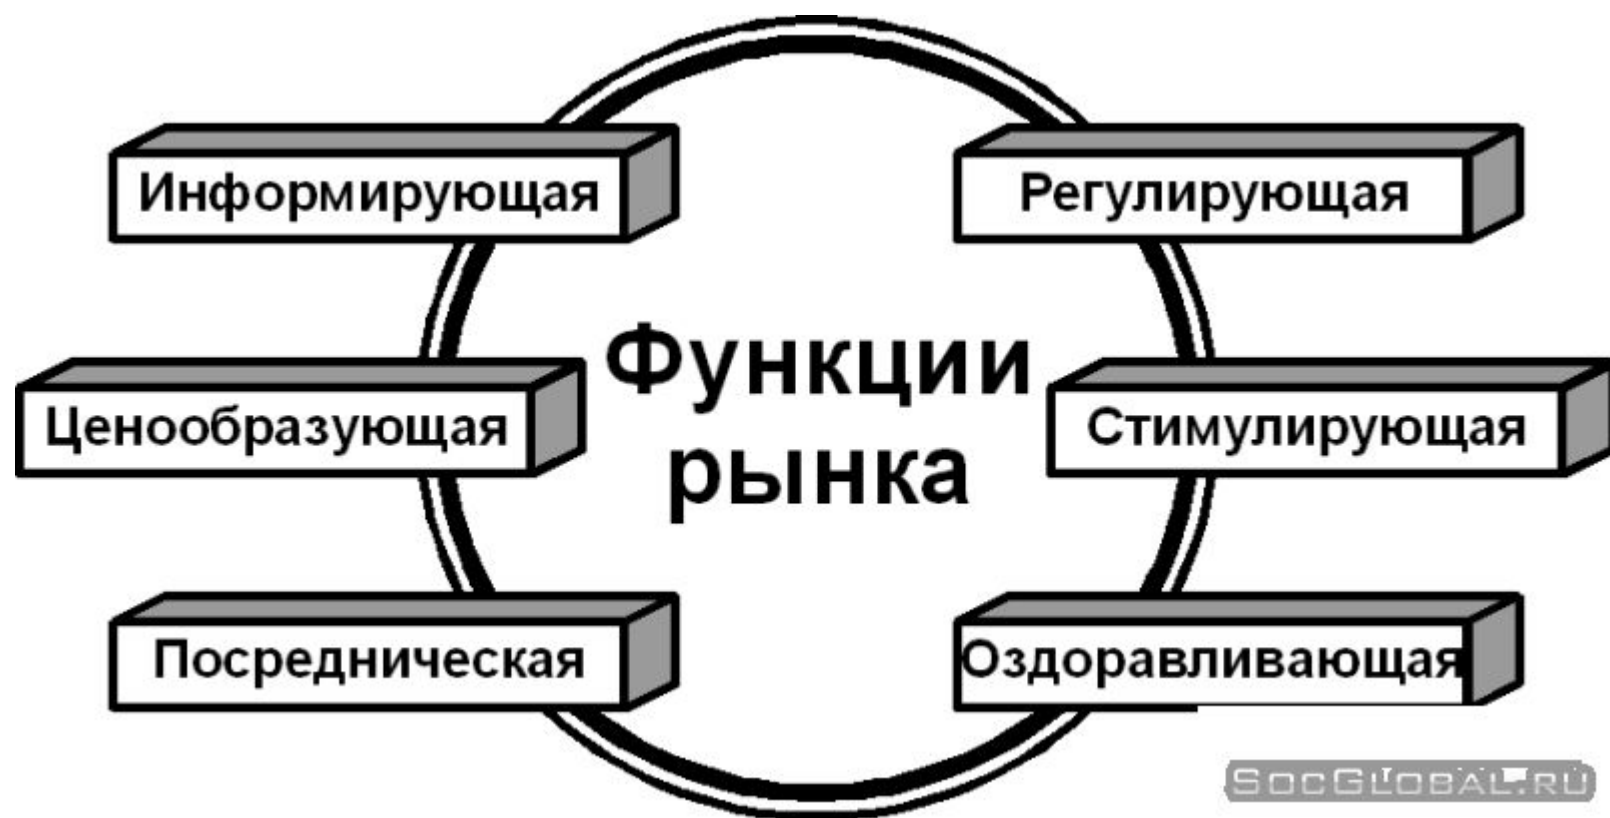 Информирующая
Регулирующая
Функции
рынка
Ценообразующая
Стимулирующая
Посредническая
Оздоравливающая
SOCGLOBAL.RU